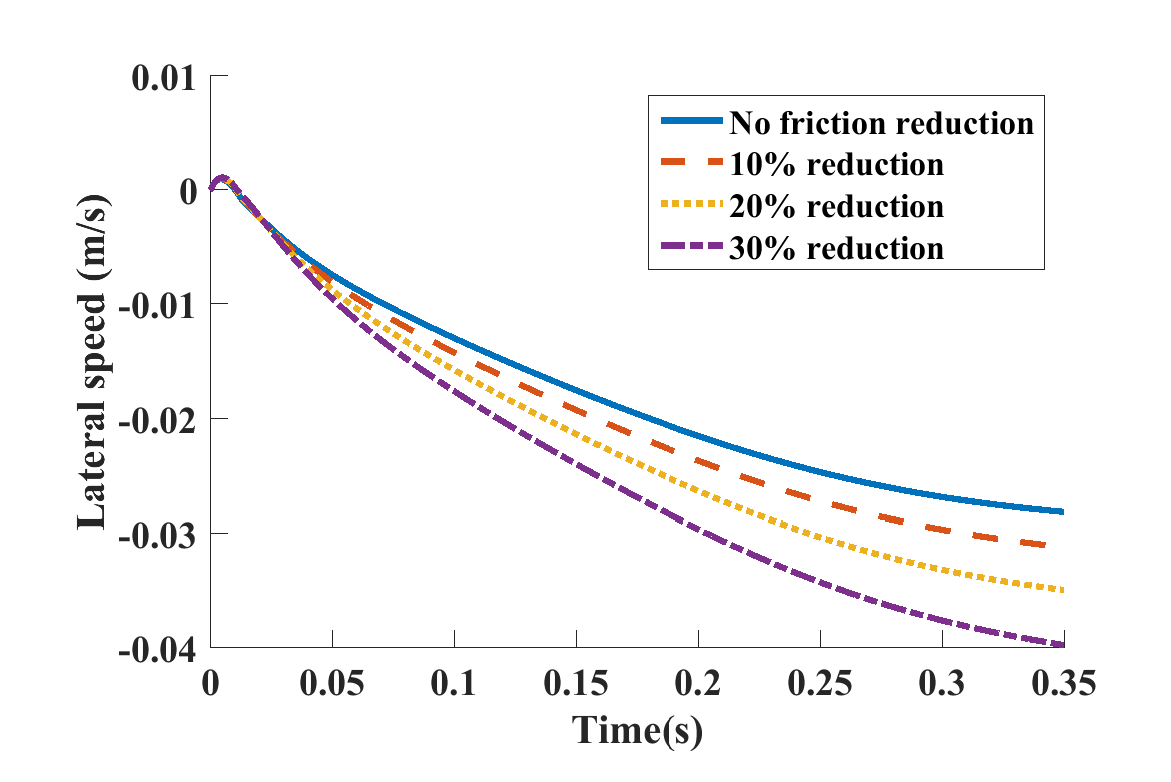 0.01
0
-0.01
-0.02
-0.03
-0.04
Lateral speed (m/s)
No friction reduction
10% reduction
20% reduction
30% reduction
0 0.05 0.1 0.15 0.2 0.25 0.3 0.35
Time(s)